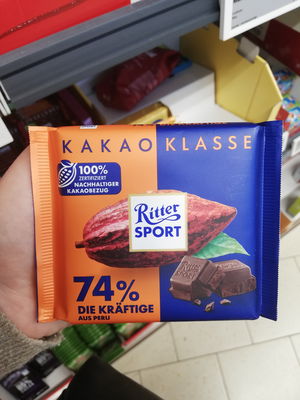 KAKAO KLASSE
100%
ZERTIFIZIERT
NACHHALTIGER
KAKAOBEZUG
Ritter
SPORT
74%
DIE KRÄFTIGE
AUS PERU